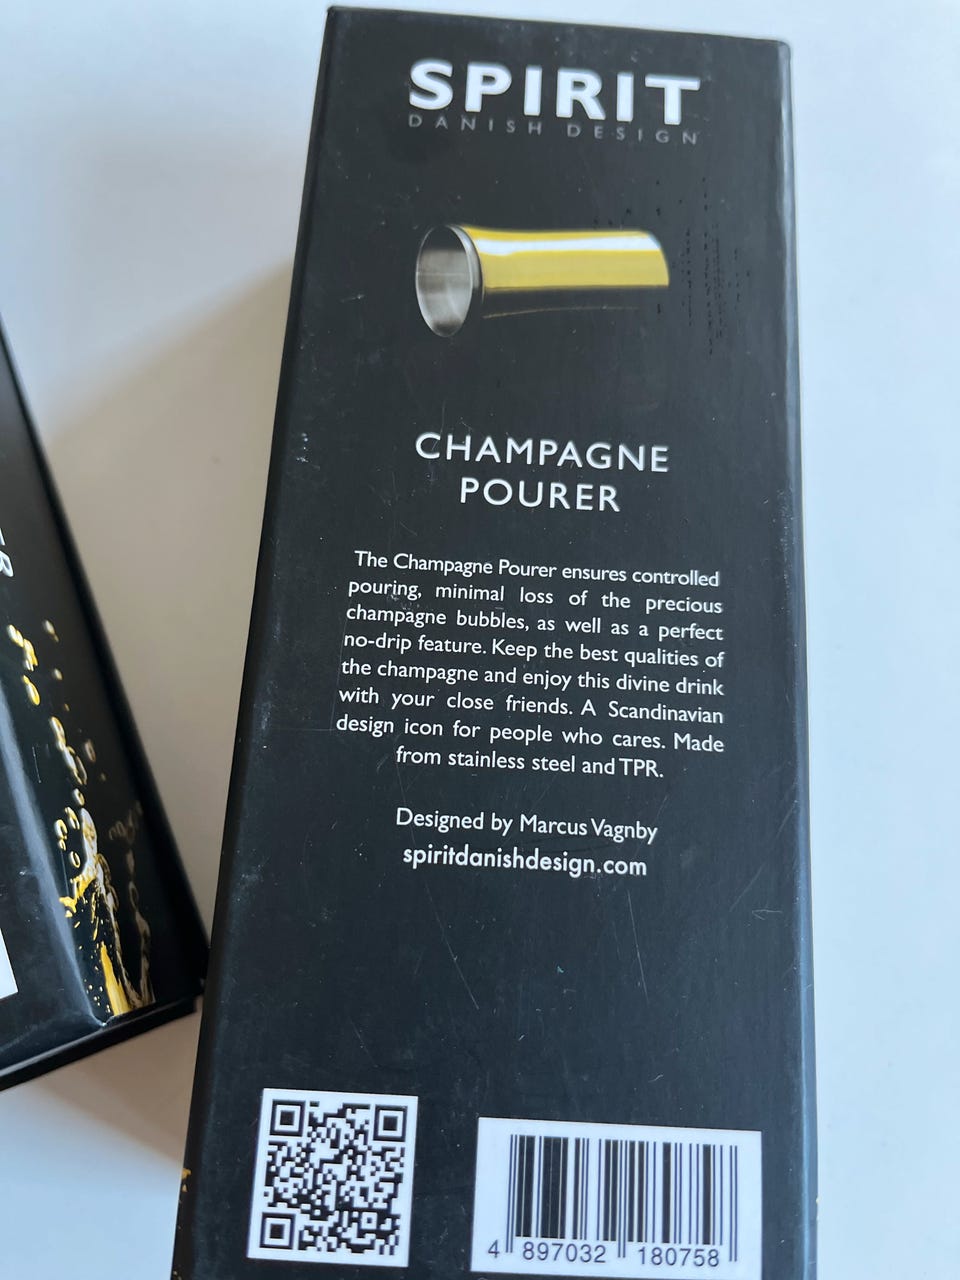 SPIRIT
DANISH DESIGN
CHAMPAGNE
POURER
The Champagne Pourer ensures controlled
pouring, minimal loss of the precious
champagne bubbles, as well as a perfect
no-drip feature. Keep the best qualities of
the champagne and enjoy this divine drink
with your close friends. A Scandinavian
design icon for people who cares. Made
from stainless steel and TPR.
Designed by Marcus Vagnby
spiritdanishdesign.com
4 897032 180758